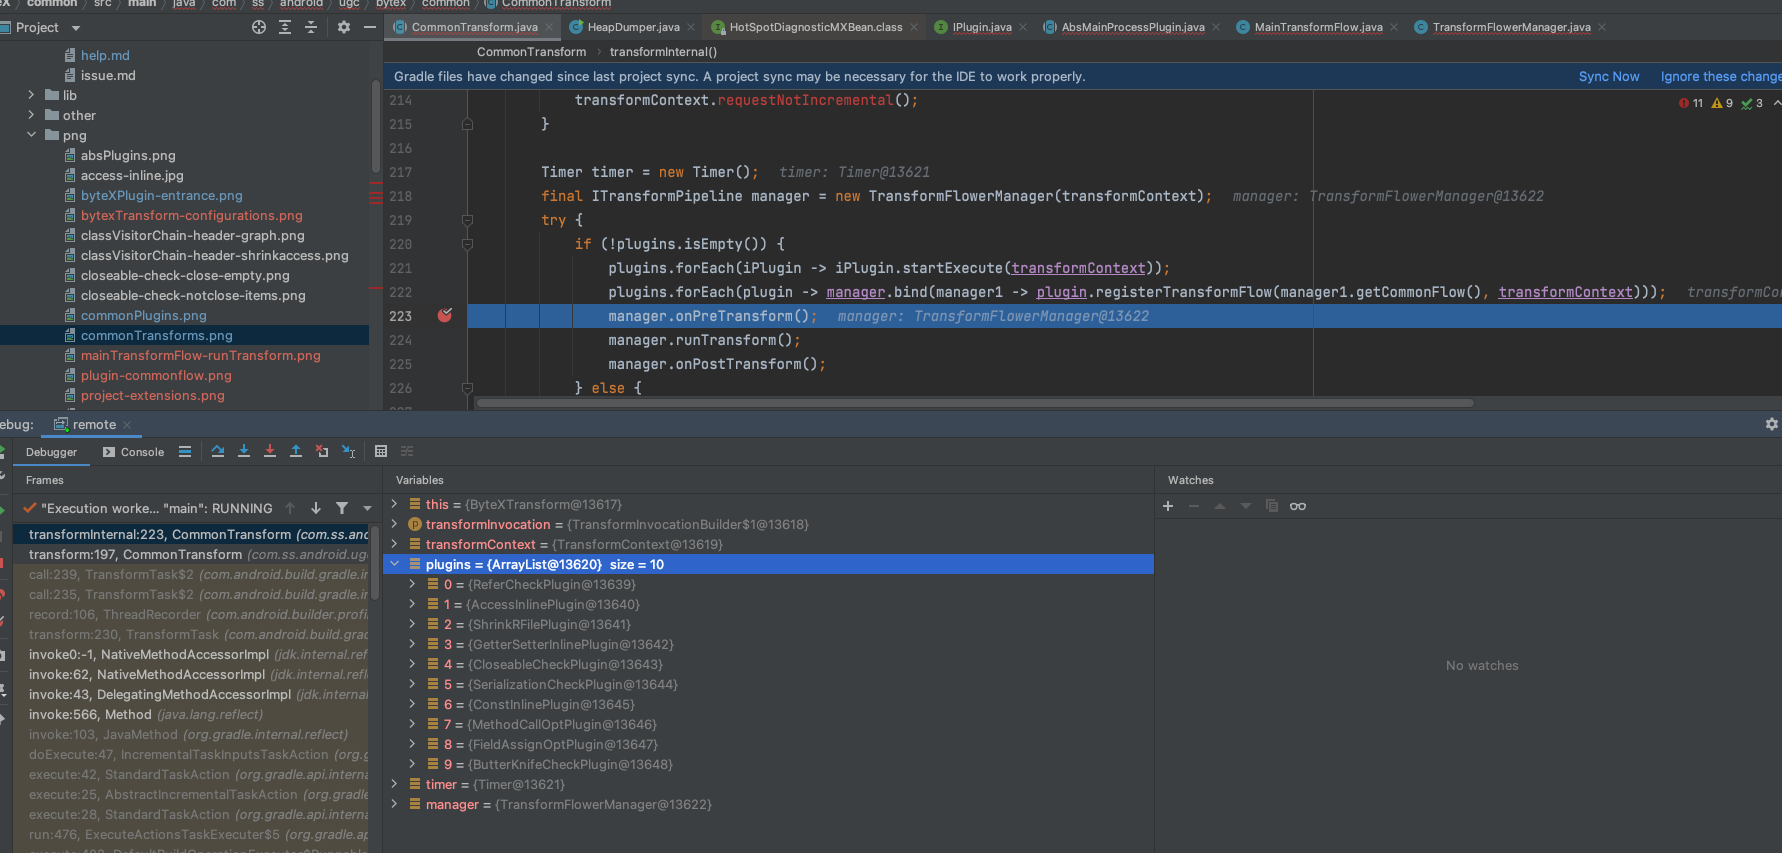 eX common src main java com ss android ugc bytex common CommonTransform
Project
CommonTransform.java HeapDumper.java HotSpotDiagnosticMXBean.class IPlugin.java AbsMainProcessPlugin.java MainTransformFlow.java TransformFlowerManager.java
help.md
issue.md
lib
other
png
absPlugins.png
access-inline.jpg
byteXPlugin-entrance.png
bytexTransform-configurations.png
classVisitorChain-header-graph.png
classVisitorChain-header-shrinkaccess.png
closeable-check-close-empty.png
closeable-check-notclose-items.png
commonPlugins.png
commonTransforms.png
mainTransformFlow-runTransform.png
plugin-commonflow.png
project-extensions.png
CommonTransform › transformInternal()
Gradle files have changed since last project sync. A project sync may be necessary for the IDE to work properly. Sync Now Ignore these change
11 9 3
214 transformContext.requestNotIncremental();
215 }
216
217 Timer timer = new Timer(); timer: Timer@13621
218 final ITransformPipeline manager = new TransformFlowerManager(transformContext); manager: TransformFlowerManager@13622
219 try {
220 if (!plugins.isEmpty()) {
221 plugins.forEach(iPlugin -> iPlugin.startExecute(transformContext));
222 plugins.forEach(plugin -> manager.bind(manager1 -> plugin.registerTransformFlow(manager1.getCommonFlow(), transformContext))); transformCo
223 manager.onPreTransform(); manager: TransformFlowerManager@13622
224 manager.runTransform();
225 manager.onPostTransform();
226 } else {
ebug: remote
Debugger Console
Frames
"Execution worke... "main": RUNNING
transformInternal:223, CommonTransform (com.ss.anc
transform:197, CommonTransform (com.ss.android.ug
call:239, TransformTask$2 (com.android.build.gradle.ir
call:235, TransformTask$2 (com.android.build.gradle.ir
record:106, ThreadRecorder (com.android.builder.profi
transform:230, TransformTask (com.android.build.grac
invoke0:-1, NativeMethodAccessorImpl (jdk.internal.ref
invoke:62, NativeMethodAccessorImpl (jdk.internal.refl
invoke:43, DelegatingMethodAccessorImpl (jdk.interna
invoke:566, Method (java.lang.reflect)
invoke:103, JavaMethod (org.gradle.internal.reflect)
doExecute:47, IncrementalTaskInputsTaskAction (org.g
execute:42, StandardTaskAction (org.gradle.api.interna
execute:25, AbstractIncrementalTaskAction (org.gradle
execute:28, StandardTaskAction (org.gradle.api.interna
run:476, ExecuteActionsTaskExecuter$5 (org.gradle.ap
Variables
this = {ByteXTransform@13617}
transformInvocation = {TransformInvocationBuilder$1@13618}
transformContext = {TransformContext@13619}
plugins = {ArrayList@13620} size = 10
0 = {ReferCheckPlugin@13639}
1 = {AccessInlinePlugin@13640}
2 = {ShrinkRFilePlugin@13641}
3 = {GetterSetterInlinePlugin@13642}
4 = {CloseableCheckPlugin@13643}
5 = {SerializationCheckPlugin@13644}
6 = {ConstInlinePlugin@13645}
7 = {MethodCallOptPlugin@13646}
8 = {FieldAssignOptPlugin@13647}
9 = {ButterKnifeCheckPlugin@13648}
timer = {Timer@13621}
manager = {TransformFlowerManager@13622}
Watches
No watches